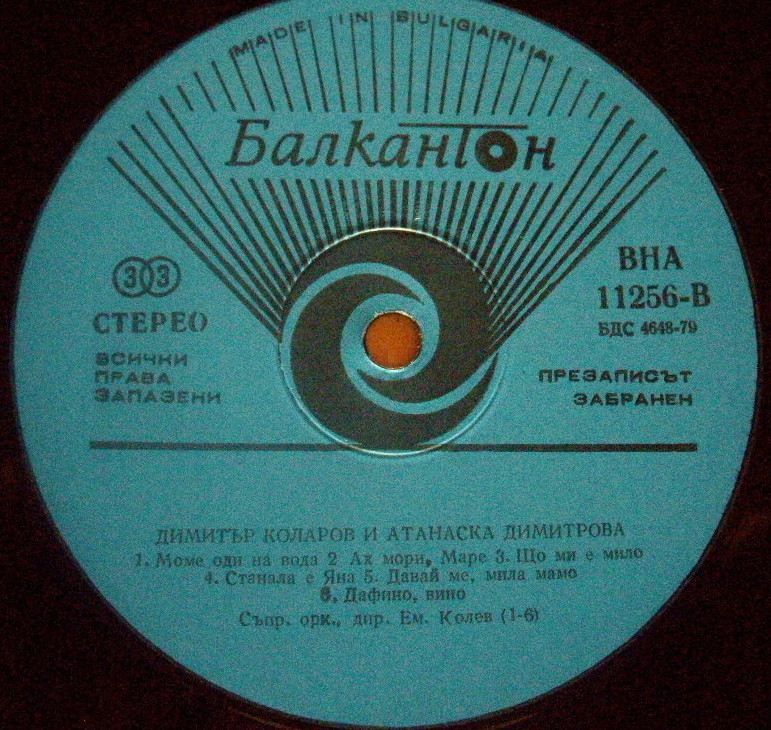 MADE IN BULGARIA
Балкантон
33
СТЕРЕО
ВСИЧКИ
ПРАВА
ЗАПАЗЕНИ
ВНА
11256-В
БДС 4648-79
ПРЕЗАПИСЪТ
ЗАБРАНЕН
ДИМИТЪР КОЛАРОВ И АТАНАСКА ДИМИТРОВА
1. Моме оди на вода 2 Ах мори, Маре 3. Що ми е мило
4. Станала е Яна 5. Давай ме, мила мамо
6. Дафино, вино
Съпр. орк., дир. Ем. Колев (1-6)